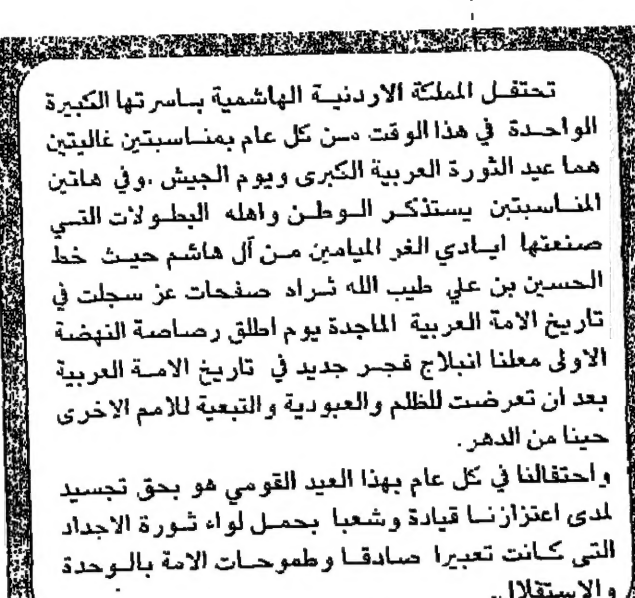 تحتفل المملكة الاردنية الهاشمية باسرتها الكبيرة
الواحدة في هذا الوقت من كل عام بمناسبتين غاليتين
هما عيد الثورة العربية الكبرى ويوم الجيش .وفي هاتين
المناسبتين يستذكر الوطن واهله البطولات التي
صنعتها ايادي الغر الميامين من آل هاشم حيث خط
الحسين بن علي طيب الله ثراه صفحات عز سجلت في
تاريخ الامة العربية الماجدة يوم اطلق رصاصة النهضة
الاولى معلنا انبلاج فجر جديد في تاريخ الامة العربية
بعد ان تعرضت للظلم والعبودية والتبعية للأمم الاخرى
حينا من الدهر .
واحتفالنا في كل عام بهذا العيد القومي هو بحق تجسيد
لمدى اعتزازنا قيادة وشعبا بحمل لواء ثورة الاجداد
التي كانت تعبيرا صادقا وطموحات الامة بالوحدة
والاستقلال.